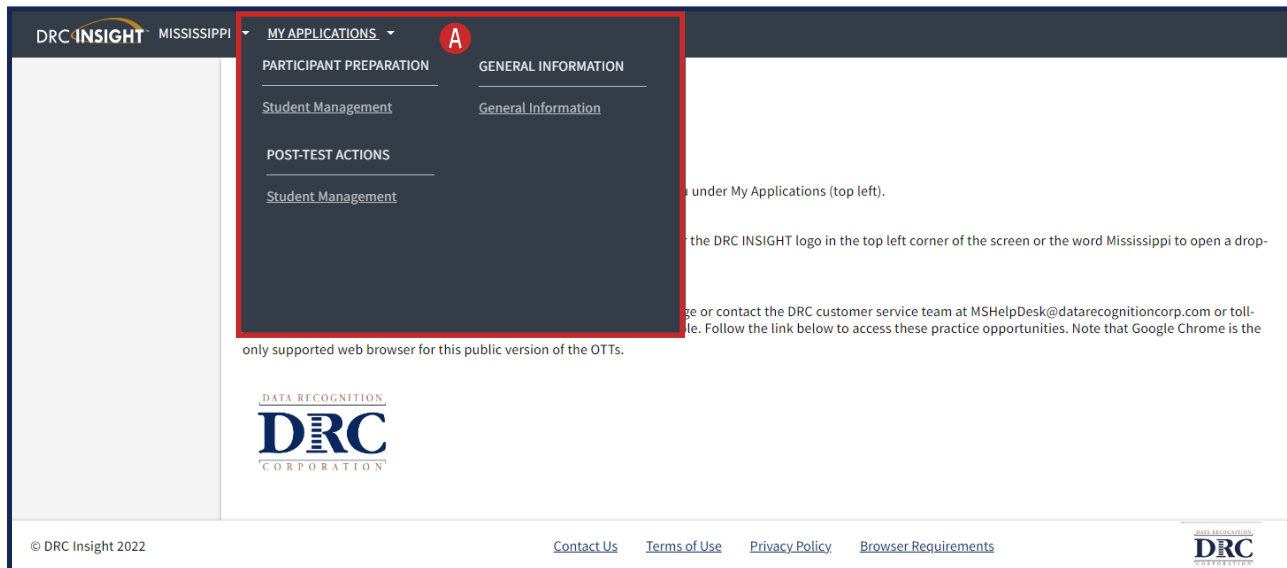 DRC INSIGHT MISSISSIPPI MY APPLICATIONS A
PARTICIPANT PREPARATION GENERAL INFORMATION
Student Management General Information
POST-TEST ACTIONS
Student Management
under My Applications (top left).
the DRC INSIGHT logo in the top left corner of the screen or the word Mississippi to open a drop-
or contact the DRC customer service team at MSHelpDesk@datarecognitioncorp.com or toll-
Follow the link below to access these practice opportunities. Note that Google Chrome is the
only supported web browser for this public version of the OTTs.
DATA RECOGNITION
DRC
CORPORATION
© DRC Insight 2022 Contact Us Terms of Use Privacy Policy Browser Requirements
DATA RECOGNITION
DRC
CORPORATION